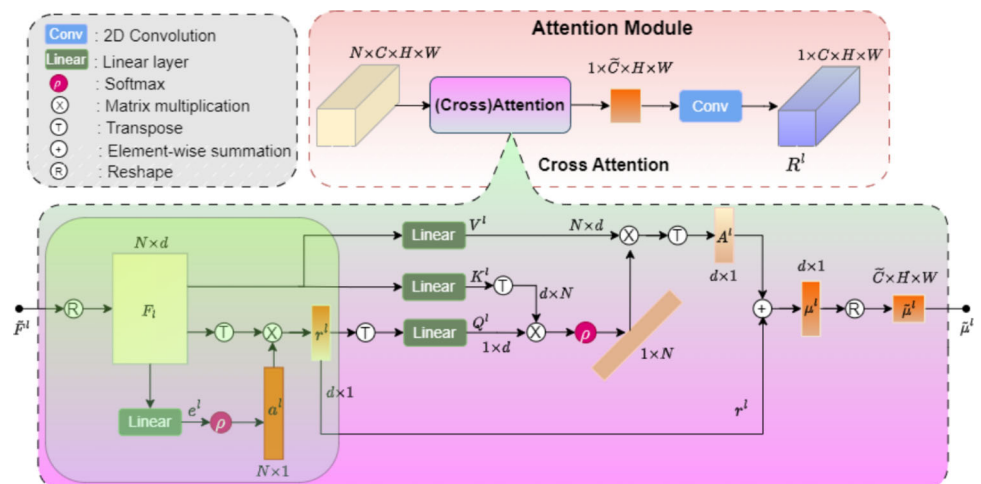 Conv : 2D Convolution
Linear : Linear layer
ρ : Softmax
X : Matrix multiplication
T : Transpose
+ : Element-wise summation
R : Reshape
Attention Module
N×C×H×W
(Cross)Attention
1×C̃×H×W
Conv
1×C×H×W
R^l
Cross Attention
F̃^l
R
N×d
F_l
T
X
r^l
d×1
Linear
e^l
ρ
a^l
N×1
T
Linear
V^l
N×d
Linear
K^l
T
d×N
Linear
Q^l
1×d
X
ρ
1×N
X
T
A^l
d×1
+
r^l
d×1
μ^l
R
C̃×H×W
μ̃^l
μ̃^l